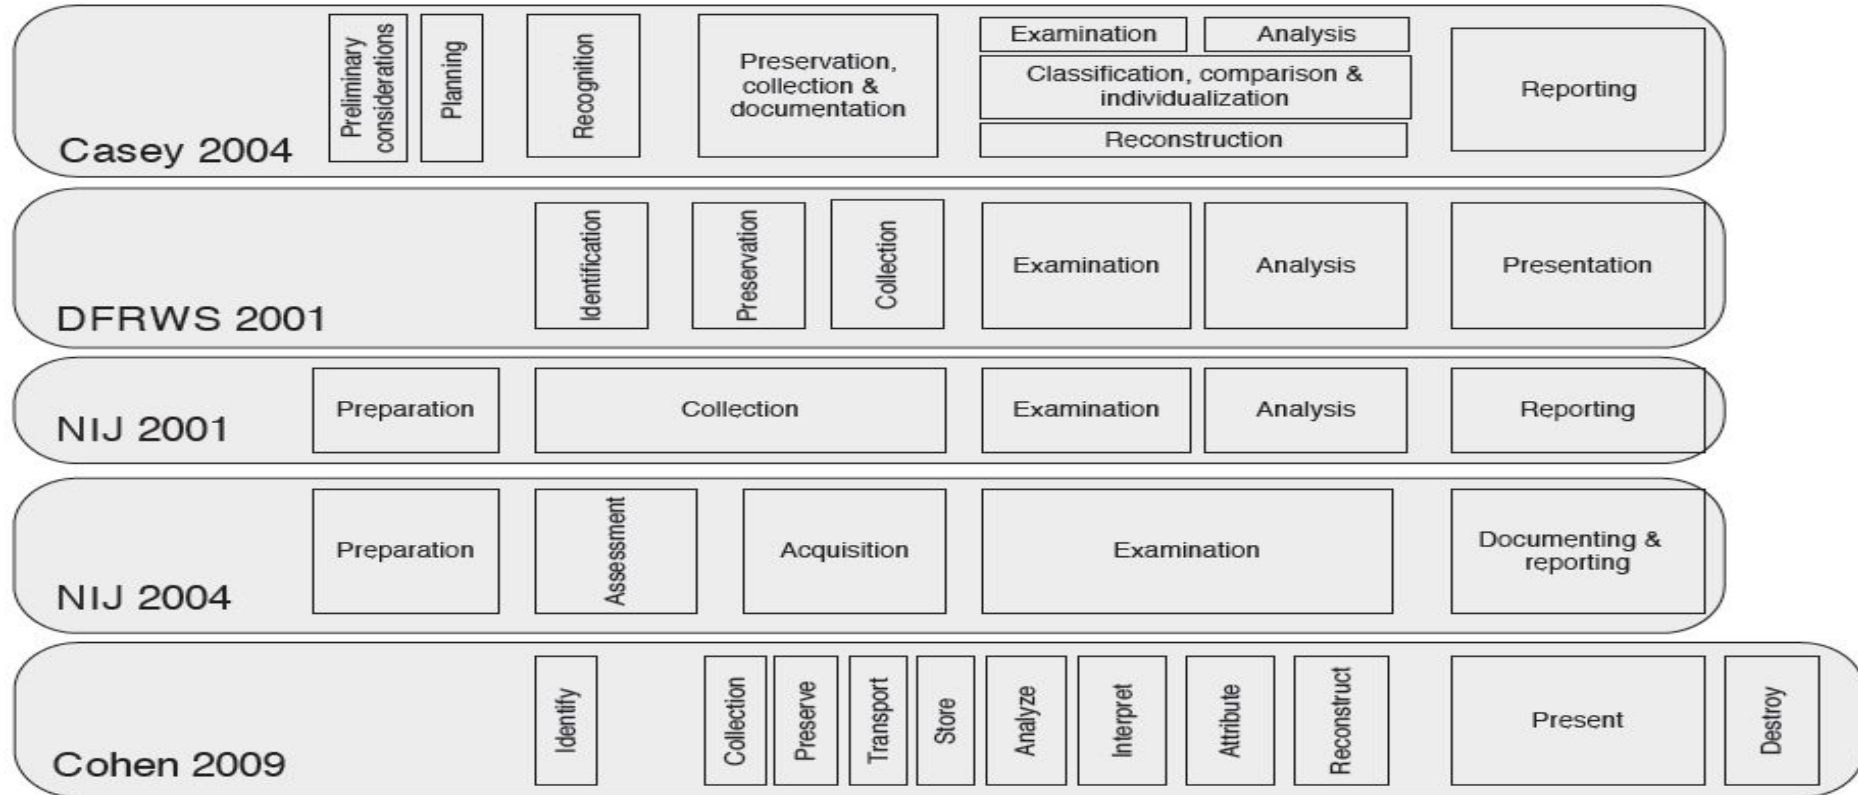 Casey 2004
Preliminary
considerations
Planning
Recognition
Preservation,
collection &
documentation
Examination
Analysis
Classification, comparison &
individualization
Reconstruction
Reporting
DFRWS 2001
Identification
Preservation
Collection
Examination
Analysis
Presentation
NIJ 2001
Preparation
Collection
Examination
Analysis
Reporting
NIJ 2004
Preparation
Assessment
Acquisition
Examination
Documenting &
reporting
Cohen 2009
Identify
Collection
Preserve
Transport
Store
Analyze
Interpret
Attribute
Reconstruct
Present
Destroy